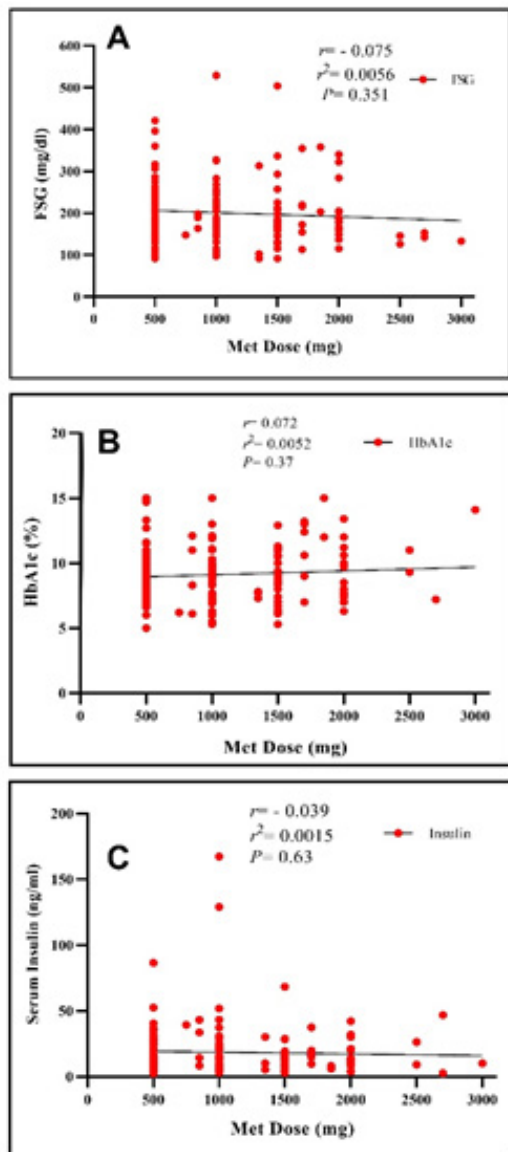 A
r= - 0.075
r²= 0.0056
P= 0.351
FSG
600
500
400
300
200
100
0
FSG (mg/dl)
0 500 1000 1500 2000 2500 3000
Met Dose (mg)
B
r= 0.072
r²= 0.0052
P= 0.37
HbA1c
20
15
10
5
0
HbA1c (%)
0 500 1000 1500 2000 2500 3000
Met Dose (mg)
C
r= - 0.039
r²= 0.0015
P= 0.63
Insulin
200
150
100
50
0
Serum Insulin (ng/ml)
0 500 1000 1500 2000 2500 3000
Met Dose (mg)